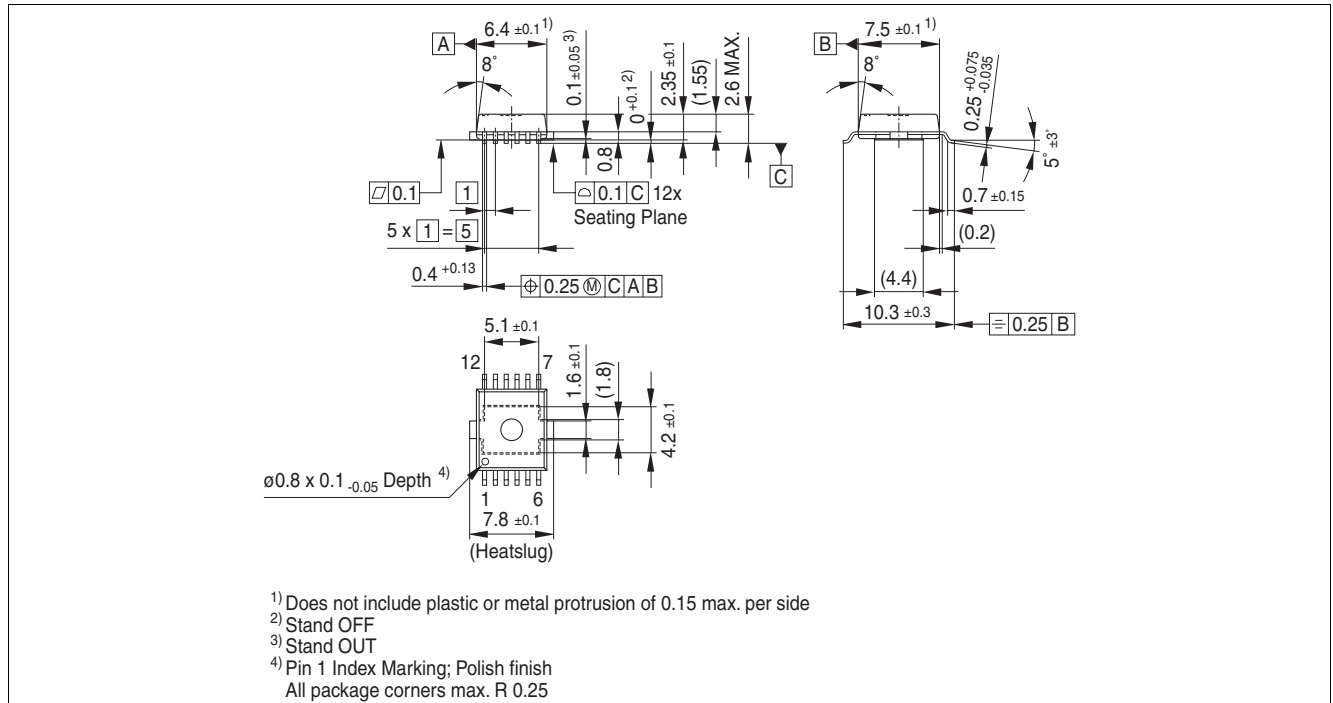 A
6.4 ±0.1 1)
8°
0.1±0.05 3)
0 +0.1 2)
2.35 ±0.1
(1.55)
2.6 MAX.
0.8
C
⏥ 0.1
1
⌓ 0.1 C 12x
Seating Plane
5 x 1 = 5
0.4 +0.13
⌖ 0.25 Ⓜ C A B
B
7.5 ±0.1 1)
8°
0.25 +0.075 -0.035
5° ±3°
0.7 ±0.15
(0.2)
(4.4)
10.3 ±0.3
⌯ 0.25 B
5.1 ±0.1
12
7
1.6 ±0.1
(1.8)
4.2 ±0.1
ø0.8 x 0.1 -0.05 Depth 4)
1
6
7.8 ±0.1
(Heatslug)
1) Does not include plastic or metal protrusion of 0.15 max. per side
2) Stand OFF
3) Stand OUT
4) Pin 1 Index Marking; Polish finish
All package corners max. R 0.25